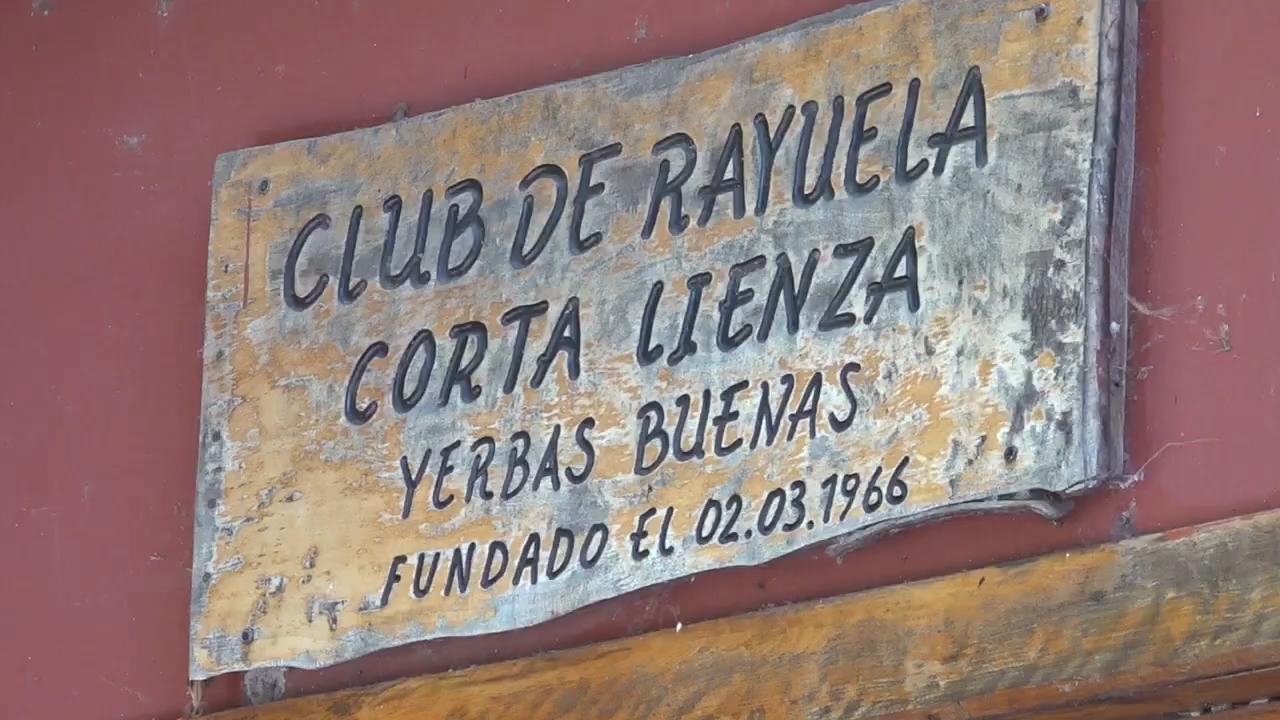 CLUB DE RAYUELA
CORTA LIENZA
YERBAS BUENAS
FUNDADO EL 02.03.1966